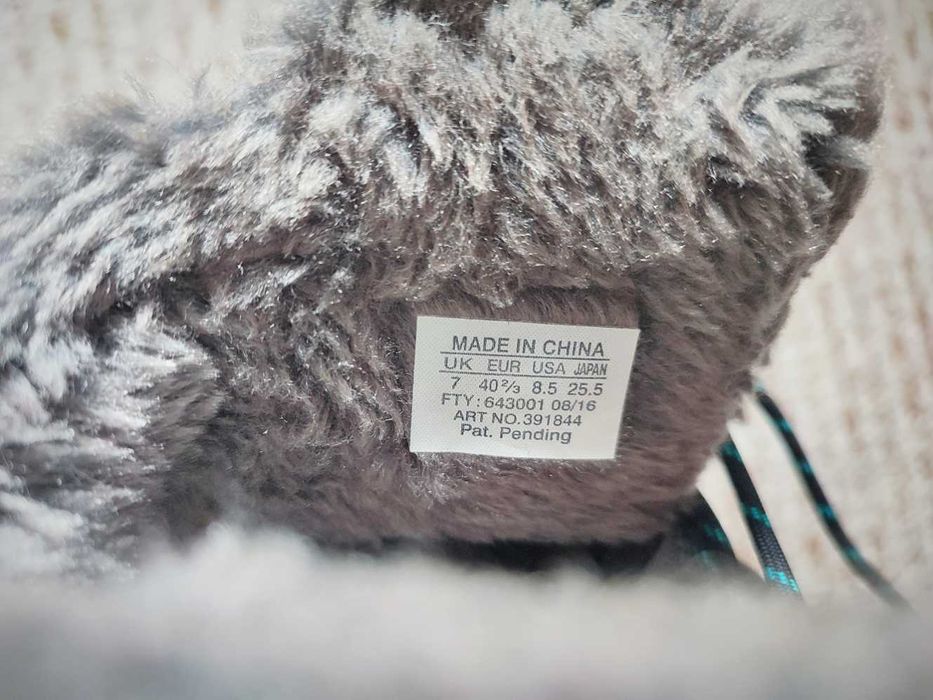 MADE IN CHINA
UK EUR USA JAPAN
7 40⅔ 8.5 25.5
FTY: 643001 08/16
ART NO.391844
Pat. Pending